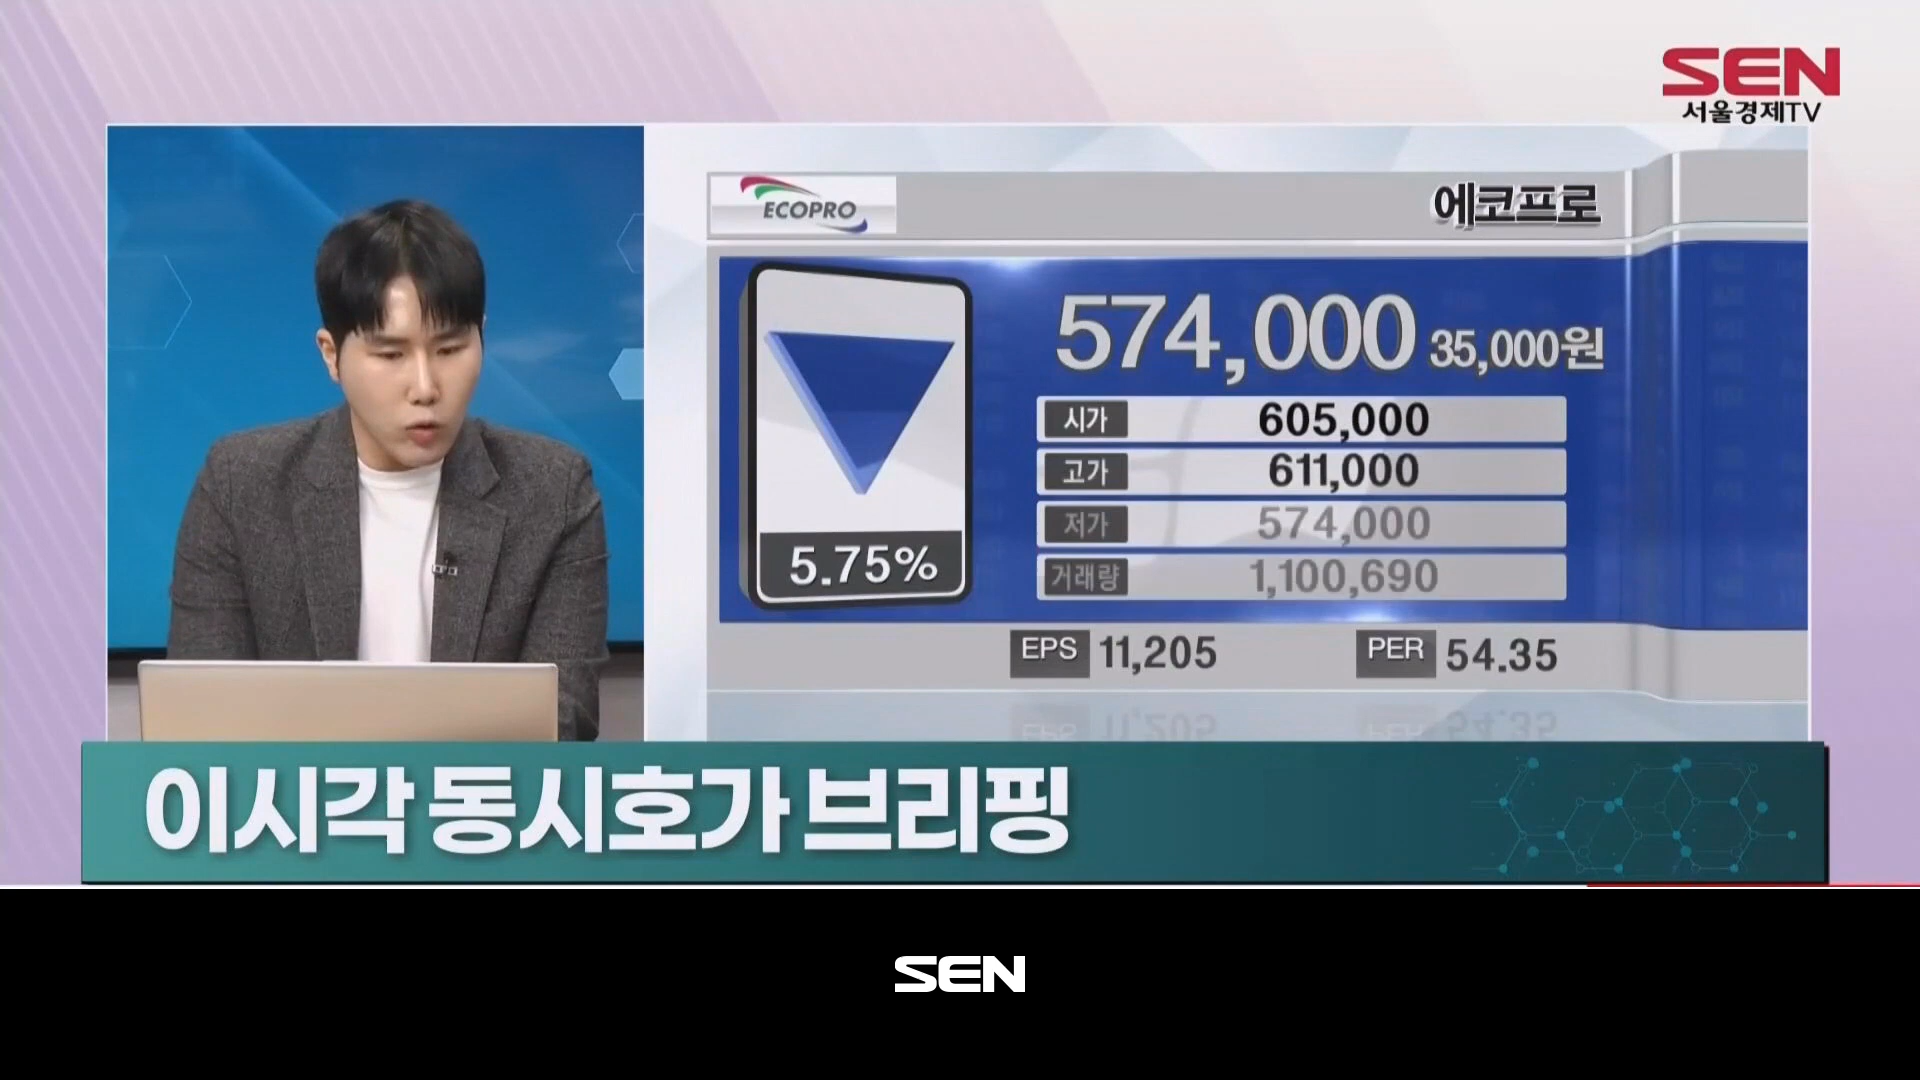 SEN
서울경제TV
ECOPRO
에코프로
574,000 35,000원
5.75%
시가 605,000
고가 611,000
저가 574,000
거래량 1,100,690
EPS 11,205 PER 54.35
이시각 동시호가 브리핑
SEN